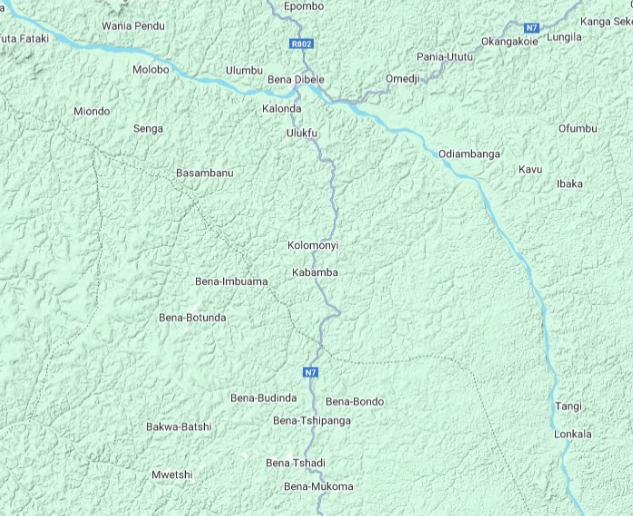 Epombo
Kanga Seke
Wania Pendu
N7
Lungila
Okangakoie
R802
Pania-Ututu
Molobo
Ulumbu
Bena Dibele
Omedji
Miondo
Kalonda
Senga
Ulukfu
Ofumbu
Odiambanga
Basambanu
Kavu
Ibaka
Kolomonyi
Kabamba
Bena-Imbuama
Bena-Botunda
N7
Bena-Budinda
Bena-Bondo
Tangi
Bena-Tshipanga
Bakwa-Batshi
Lonkala
Bena Tshadi
Mwetshi
Bena-Mukoma